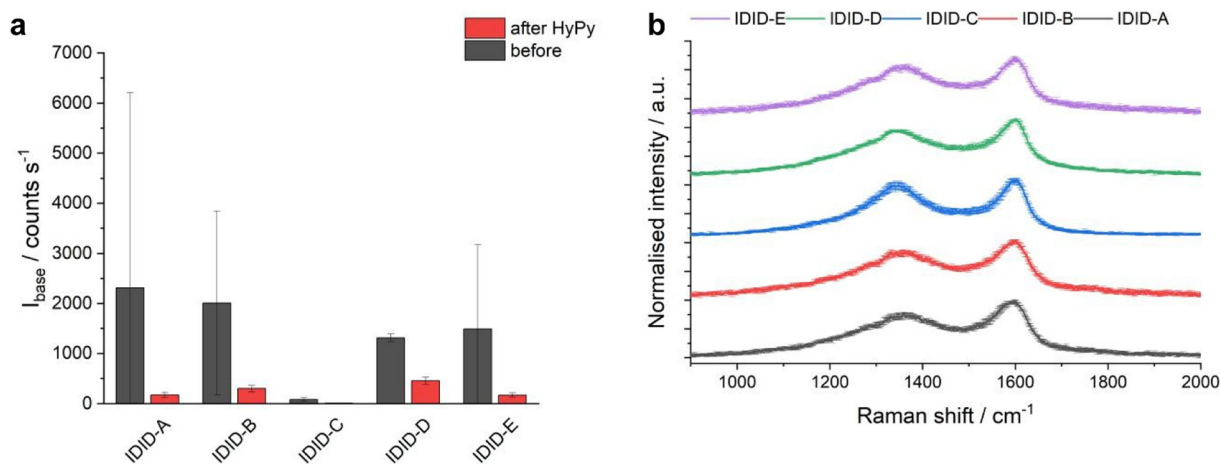 a
after HyPy
before
I_base / counts s⁻¹
7000
6000
5000
4000
3000
2000
1000
0
IDID-A
IDID-B
IDID-C
IDID-D
IDID-E
b
IDID-E IDID-D IDID-C IDID-B IDID-A
Normalised intensity / a.u.
1000 1200 1400 1600 1800 2000
Raman shift / cm⁻¹